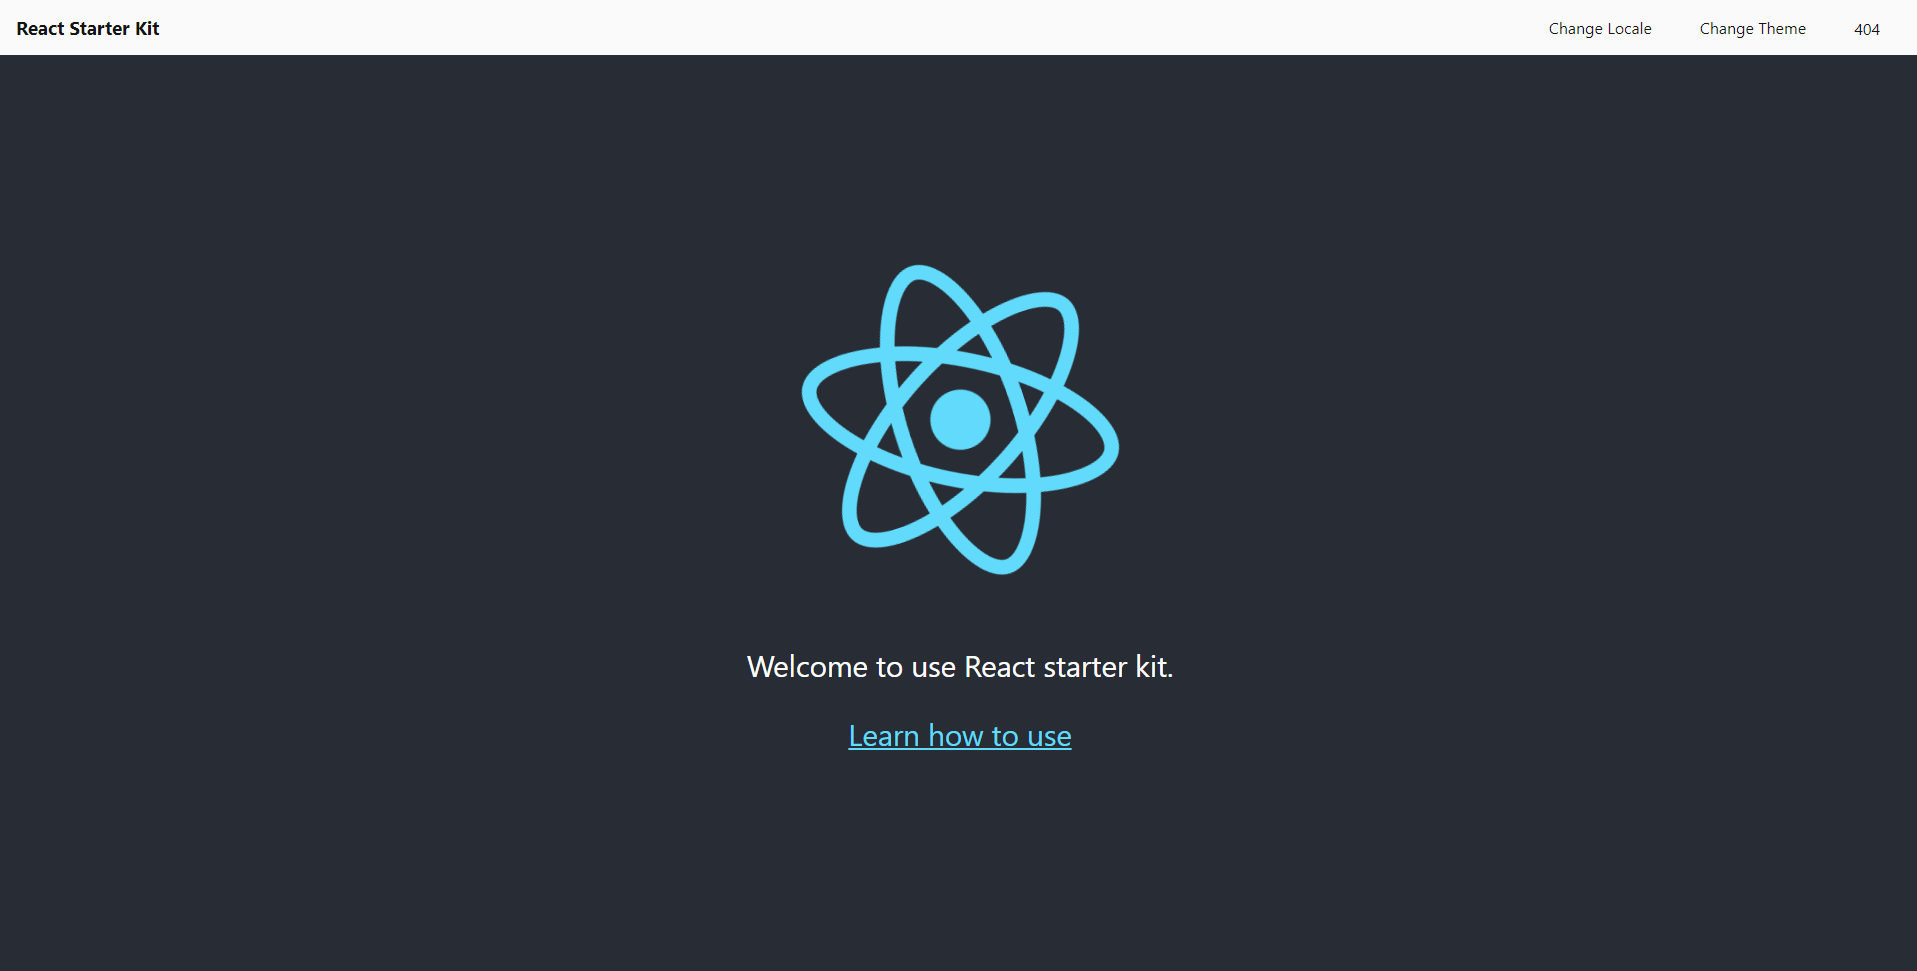 React Starter Kit
Change Locale
Change Theme
404
Welcome to use React starter kit.
Learn how to use